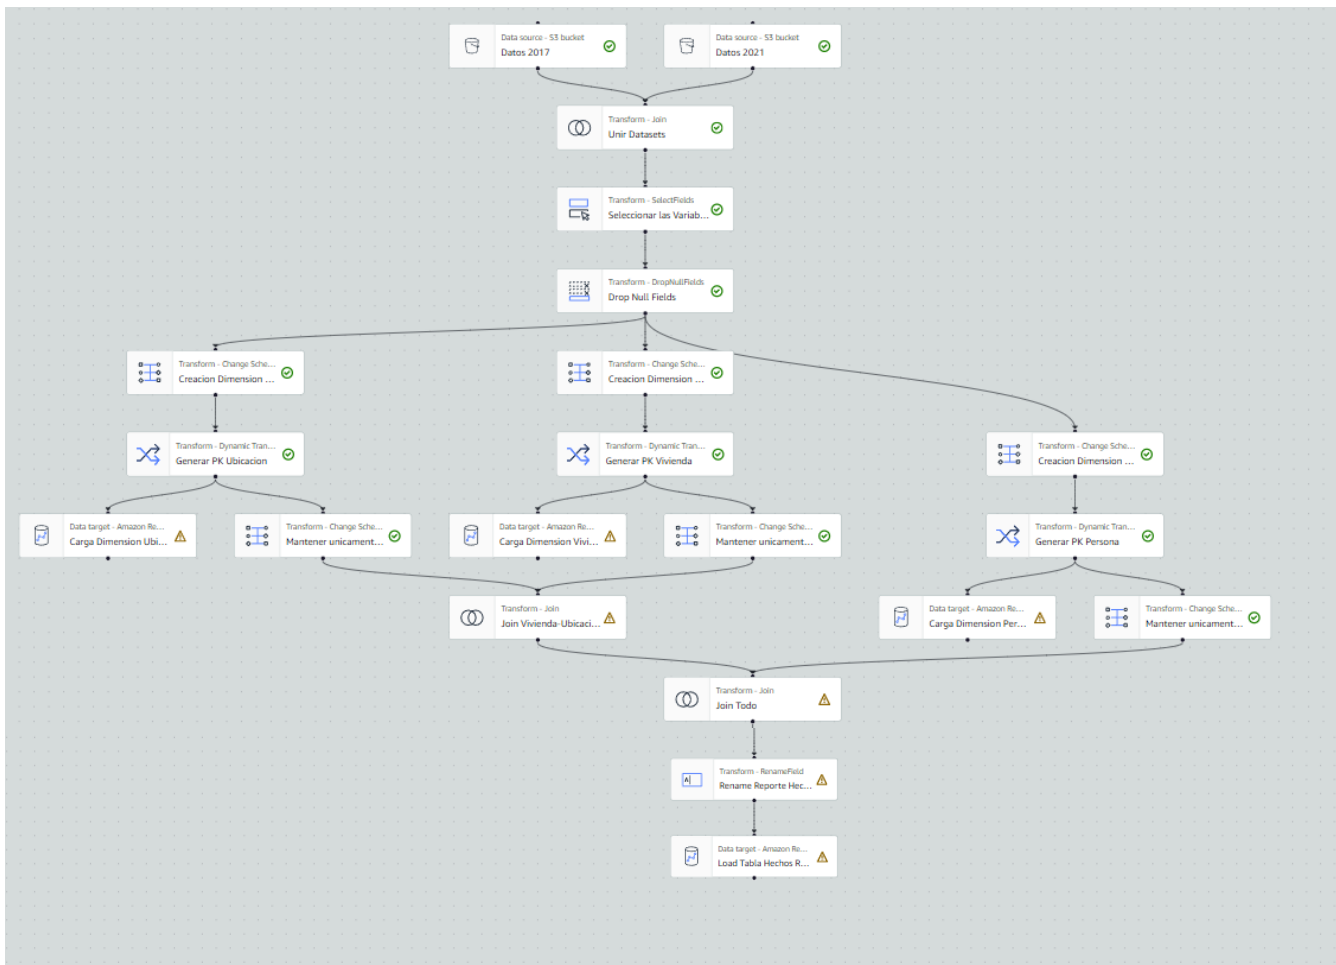 Data source - S3 bucket
Datos 2017
Data source - S3 bucket
Datos 2021
Transform - Join
Unir Datasets
Transform - SelectFields
Seleccionar las Variab...
Transform - DropNullFields
Drop Null Fields
Transform - Change Sche...
Creacion Dimension ...
Transform - Change Sche...
Creacion Dimension ...
Transform - Dynamic Tran...
Generar PK Ubicacion
Transform - Dynamic Tran...
Generar PK Vivienda
Transform - Change Sche...
Creacion Dimension ...
Data target - Amazon Re...
Carga Dimension Ubi...
Transform - Change Sche...
Mantener unicament...
Data target - Amazon Re...
Carga Dimension Vivi...
Transform - Change Sche...
Mantener unicament...
Transform - Dynamic Tran...
Generar PK Persona
Transform - Join
Join Vivienda-Ubicaci...
Data target - Amazon Re...
Carga Dimension Per...
Transform - Change Sche...
Mantener unicament...
Transform - Join
Join Todo
Transform - RenameField
Rename Reporte Hec...
Data target - Amazon Re...
Load Tabla Hechos R...